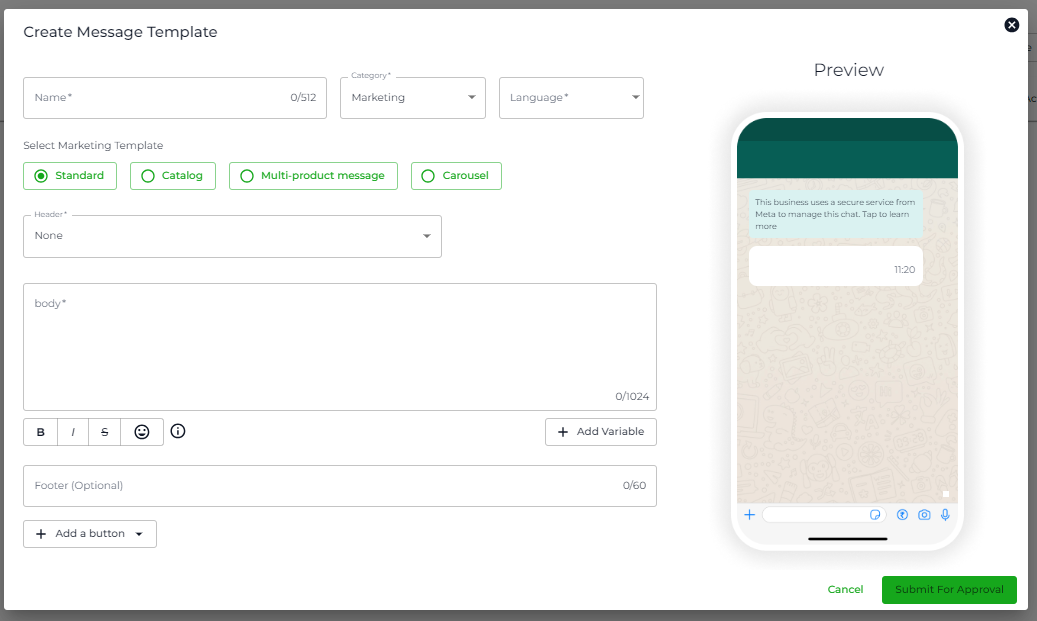 Create Message Template
Name*
0/512
Category*
Marketing
Language*
Select Marketing Template
Standard
Catalog
Multi-product message
Carousel
Header*
None
body*
0/1024
B
I
S
Add Variable
Footer (Optional)
0/60
Add a button
Preview
This business uses a secure service from
Meta to manage this chat. Tap to learn
more
11:20
Cancel
Submit For Approval